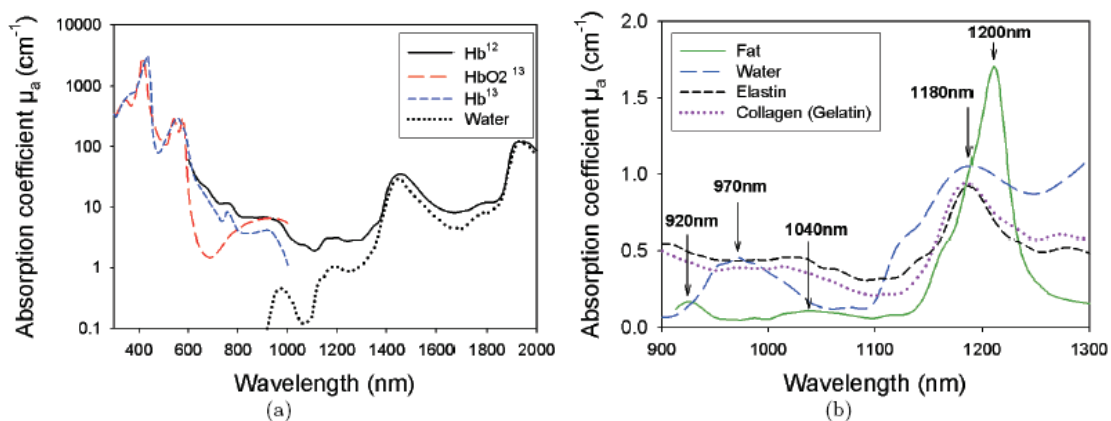 Absorption coefficient μa (cm-1)
10000
1000
100
10
1
0.1
Hb12
HbO2 13
Hb13
Water
400 600 800 1000 1200 1400 1600 1800 2000
Wavelength (nm)
(a)
Absorption coefficient μa (cm-1)
2.0
1.5
1.0
0.5
0.0
Fat
Water
Elastin
Collagen (Gelatin)
1200nm
1180nm
970nm
920nm
1040nm
900 1000 1100 1200 1300
Wavelength (nm)
(b)